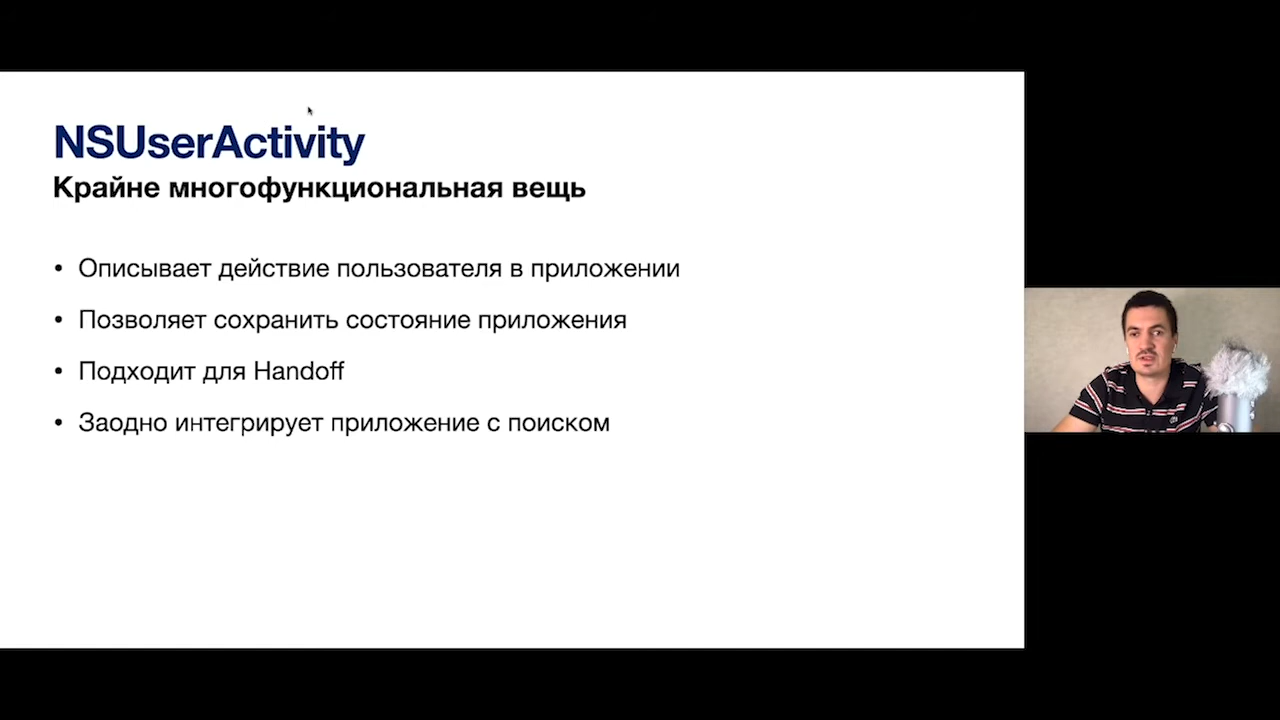 NSUserActivity
Крайне многофункциональная вещь
• Описывает действие пользователя в приложении
• Позволяет сохранить состояние приложения
• Подходит для Handoff
• Заодно интегрирует приложение с поиском